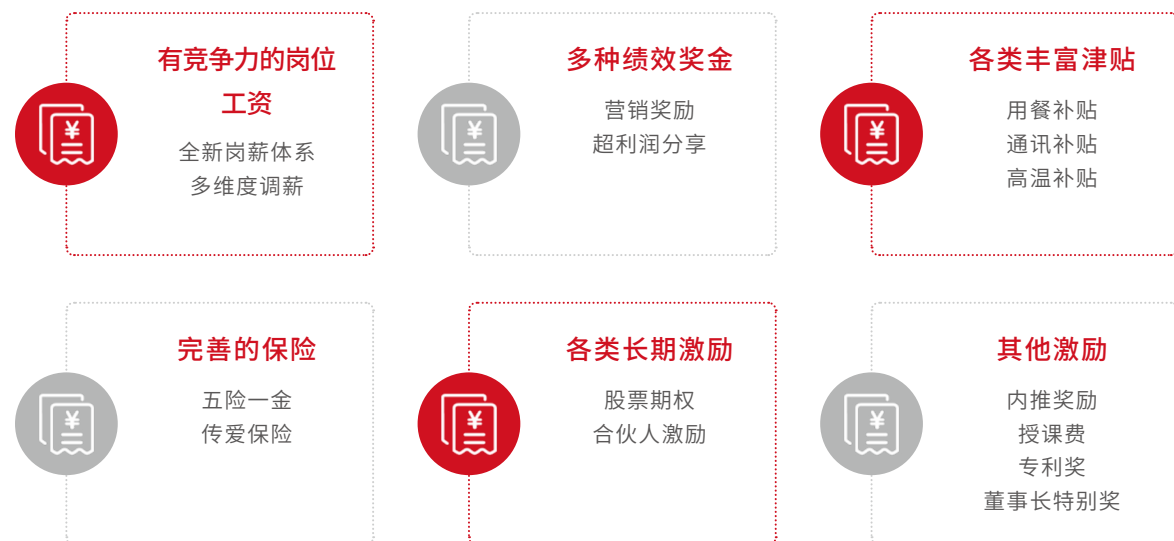 有竞争力的岗位
工资
全新岗薪体系
多维度调薪
多种绩效奖金
营销奖励
超利润分享
各类丰富津贴
用餐补贴
通讯补贴
高温补贴
完善的保险
五险一金
传爱保险
各类长期激励
股票期权
合伙人激励
其他激励
内推奖励
授课费
专利奖
董事长特别奖